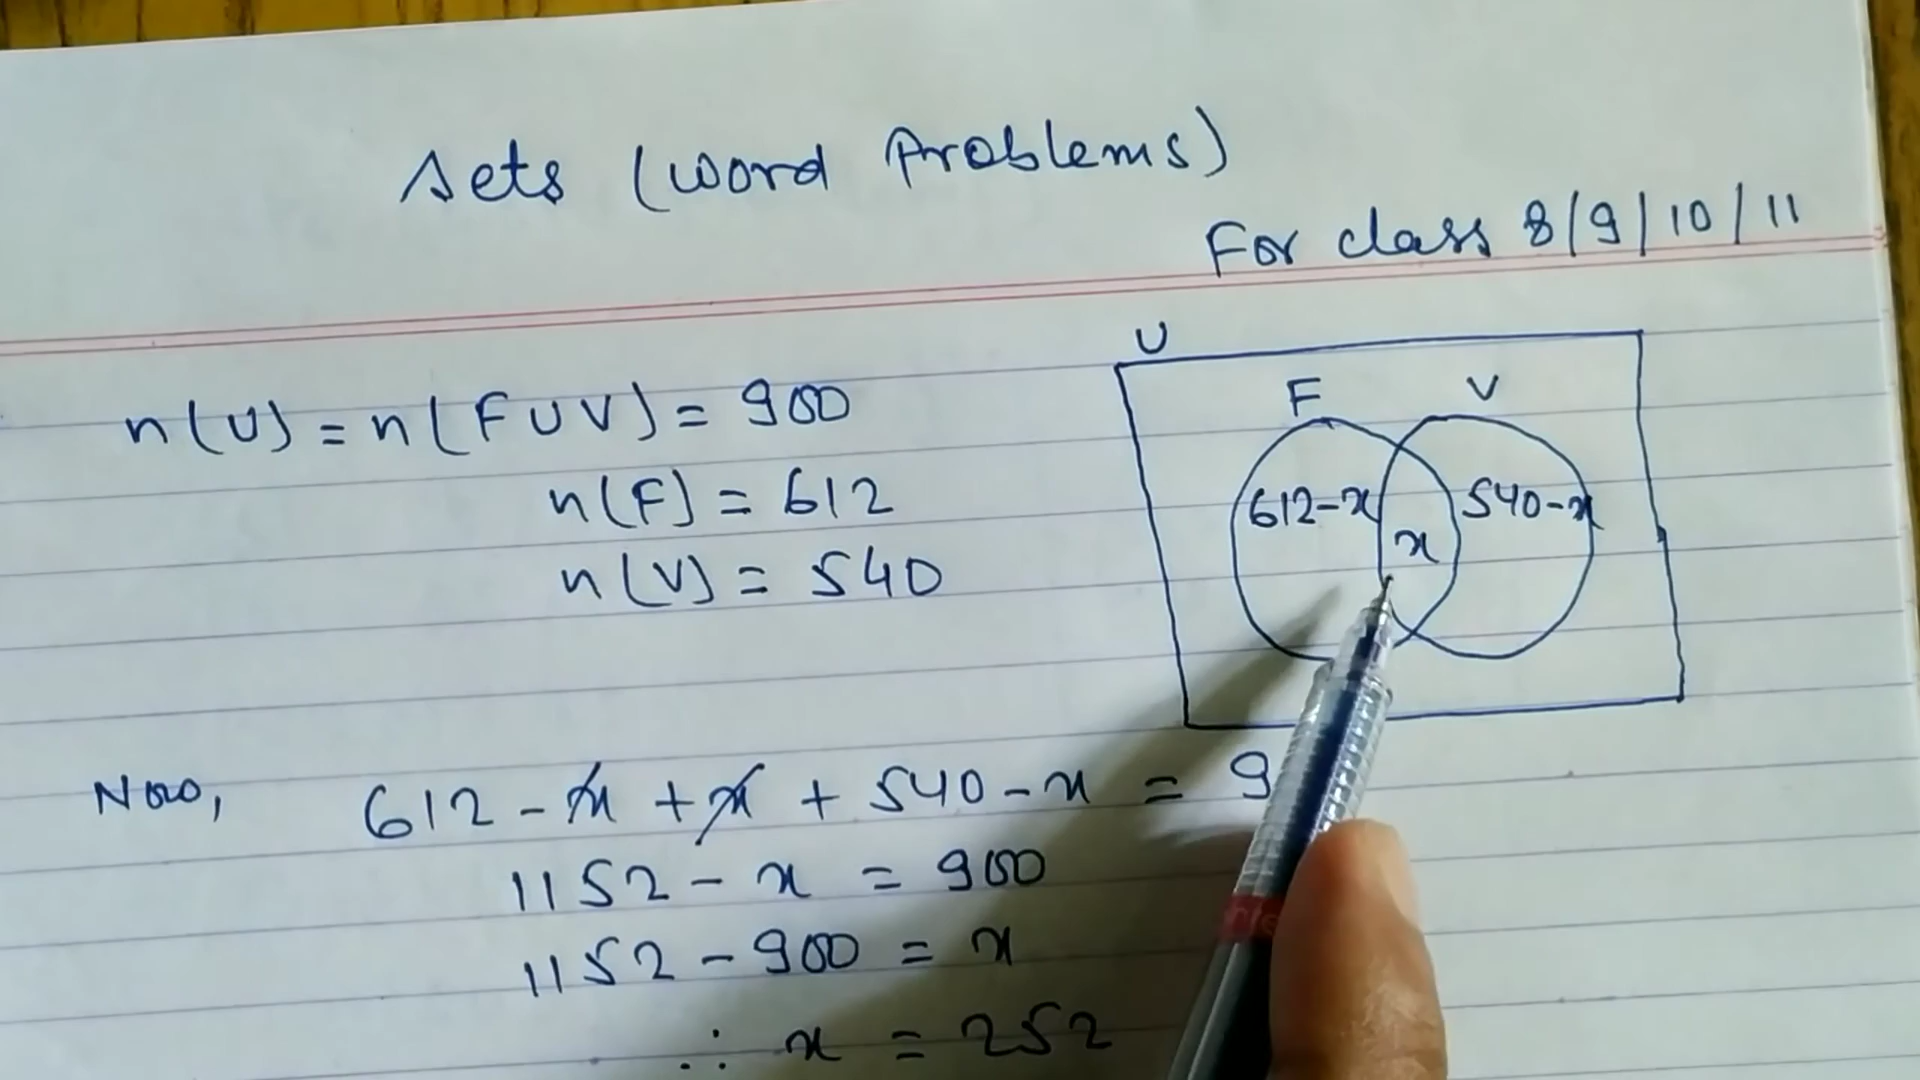 Sets (Word Problems)
For class 8/9/10/11
n(U) = n(F∪V) = 900
n(F) = 612
n(V) = 540
U
F V
612-x x 540-x
Now, 612 - x + x + 540 - x = 9
1152 - x = 900
1152 - 900 = x
∴ x = 252